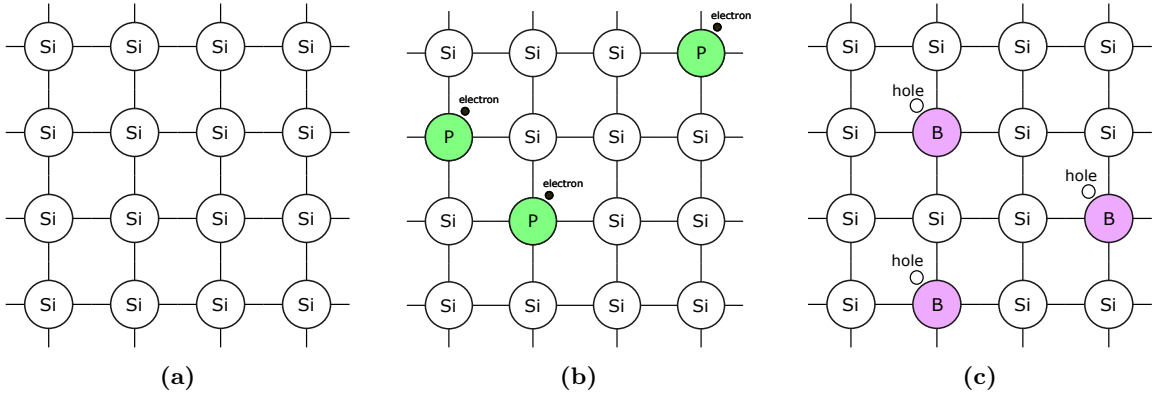 Si Si Si Si
Si Si Si Si
Si Si Si Si
Si Si Si Si
(a)
electron
Si Si Si P
electron
P Si Si Si
electron
Si P Si Si
Si Si Si Si
(b)
Si Si Si Si
hole
Si B Si Si
hole
Si Si Si B
hole
Si B Si Si
(c)